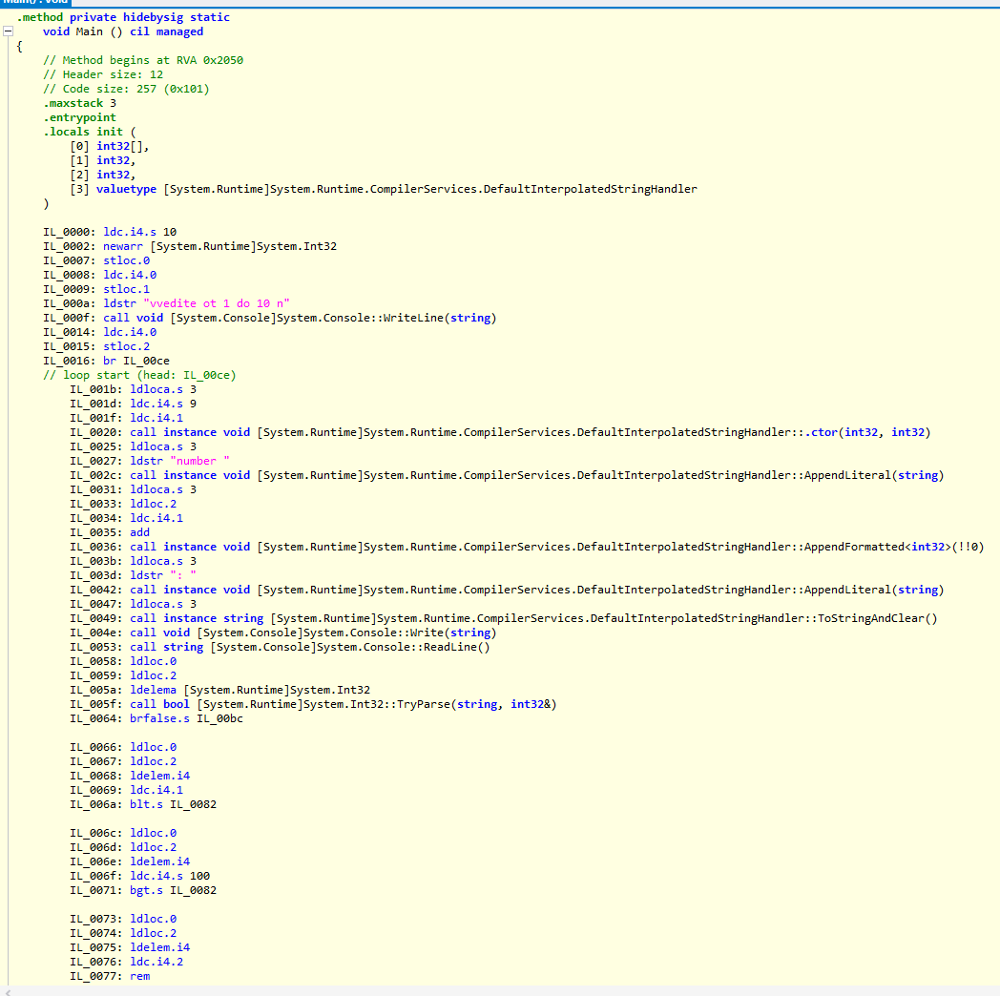 Main() : void
.method private hidebysig static
void Main () cil managed
{
// Method begins at RVA 0x2050
// Header size: 12
// Code size: 257 (0x101)
.maxstack 3
.entrypoint
.locals init (
[0] int32[],
[1] int32,
[2] int32,
[3] valuetype [System.Runtime]System.Runtime.CompilerServices.DefaultInterpolatedStringHandler
)
IL_0000: ldc.i4.s 10
IL_0002: newarr [System.Runtime]System.Int32
IL_0007: stloc.0
IL_0008: ldc.i4.0
IL_0009: stloc.1
IL_000a: ldstr "vvedite ot 1 do 10 n"
IL_000f: call void [System.Console]System.Console::WriteLine(string)
IL_0014: ldc.i4.0
IL_0015: stloc.2
IL_0016: br IL_00ce
// loop start (head: IL_00ce)
IL_001b: ldloca.s 3
IL_001d: ldc.i4.s 9
IL_001f: ldc.i4.1
IL_0020: call instance void [System.Runtime]System.Runtime.CompilerServices.DefaultInterpolatedStringHandler::.ctor(int32, int32)
IL_0025: ldloca.s 3
IL_0027: ldstr "number "
IL_002c: call instance void [System.Runtime]System.Runtime.CompilerServices.DefaultInterpolatedStringHandler::AppendLiteral(string)
IL_0031: ldloca.s 3
IL_0033: ldloc.2
IL_0034: ldc.i4.1
IL_0035: add
IL_0036: call instance void [System.Runtime]System.Runtime.CompilerServices.DefaultInterpolatedStringHandler::AppendFormatted<int32>(!!0)
IL_003b: ldloca.s 3
IL_003d: ldstr ": "
IL_0042: call instance void [System.Runtime]System.Runtime.CompilerServices.DefaultInterpolatedStringHandler::AppendLiteral(string)
IL_0047: ldloca.s 3
IL_0049: call instance string [System.Runtime]System.Runtime.CompilerServices.DefaultInterpolatedStringHandler::ToStringAndClear()
IL_004e: call void [System.Console]System.Console::Write(string)
IL_0053: call string [System.Console]System.Console::ReadLine()
IL_0058: ldloc.0
IL_0059: ldloc.2
IL_005a: ldelema [System.Runtime]System.Int32
IL_005f: call bool [System.Runtime]System.Int32::TryParse(string, int32&)
IL_0064: brfalse.s IL_00bc
IL_0066: ldloc.0
IL_0067: ldloc.2
IL_0068: ldelem.i4
IL_0069: ldc.i4.1
IL_006a: blt.s IL_0082
IL_006c: ldloc.0
IL_006d: ldloc.2
IL_006e: ldelem.i4
IL_006f: ldc.i4.s 100
IL_0071: bgt.s IL_0082
IL_0073: ldloc.0
IL_0074: ldloc.2
IL_0075: ldelem.i4
IL_0076: ldc.i4.2
IL_0077: rem